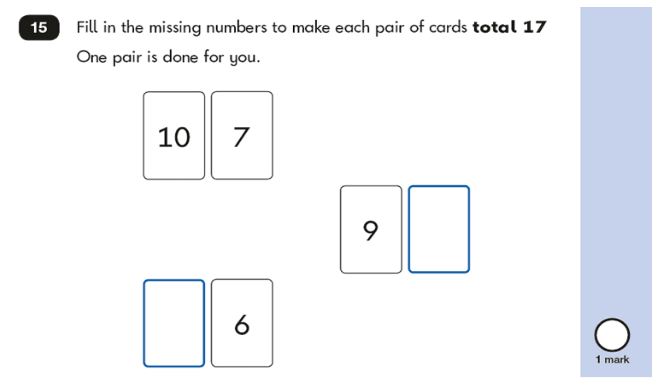 15 Fill in the missing numbers to make each pair of cards total 17
One pair is done for you.
10 7
9
6
1 mark